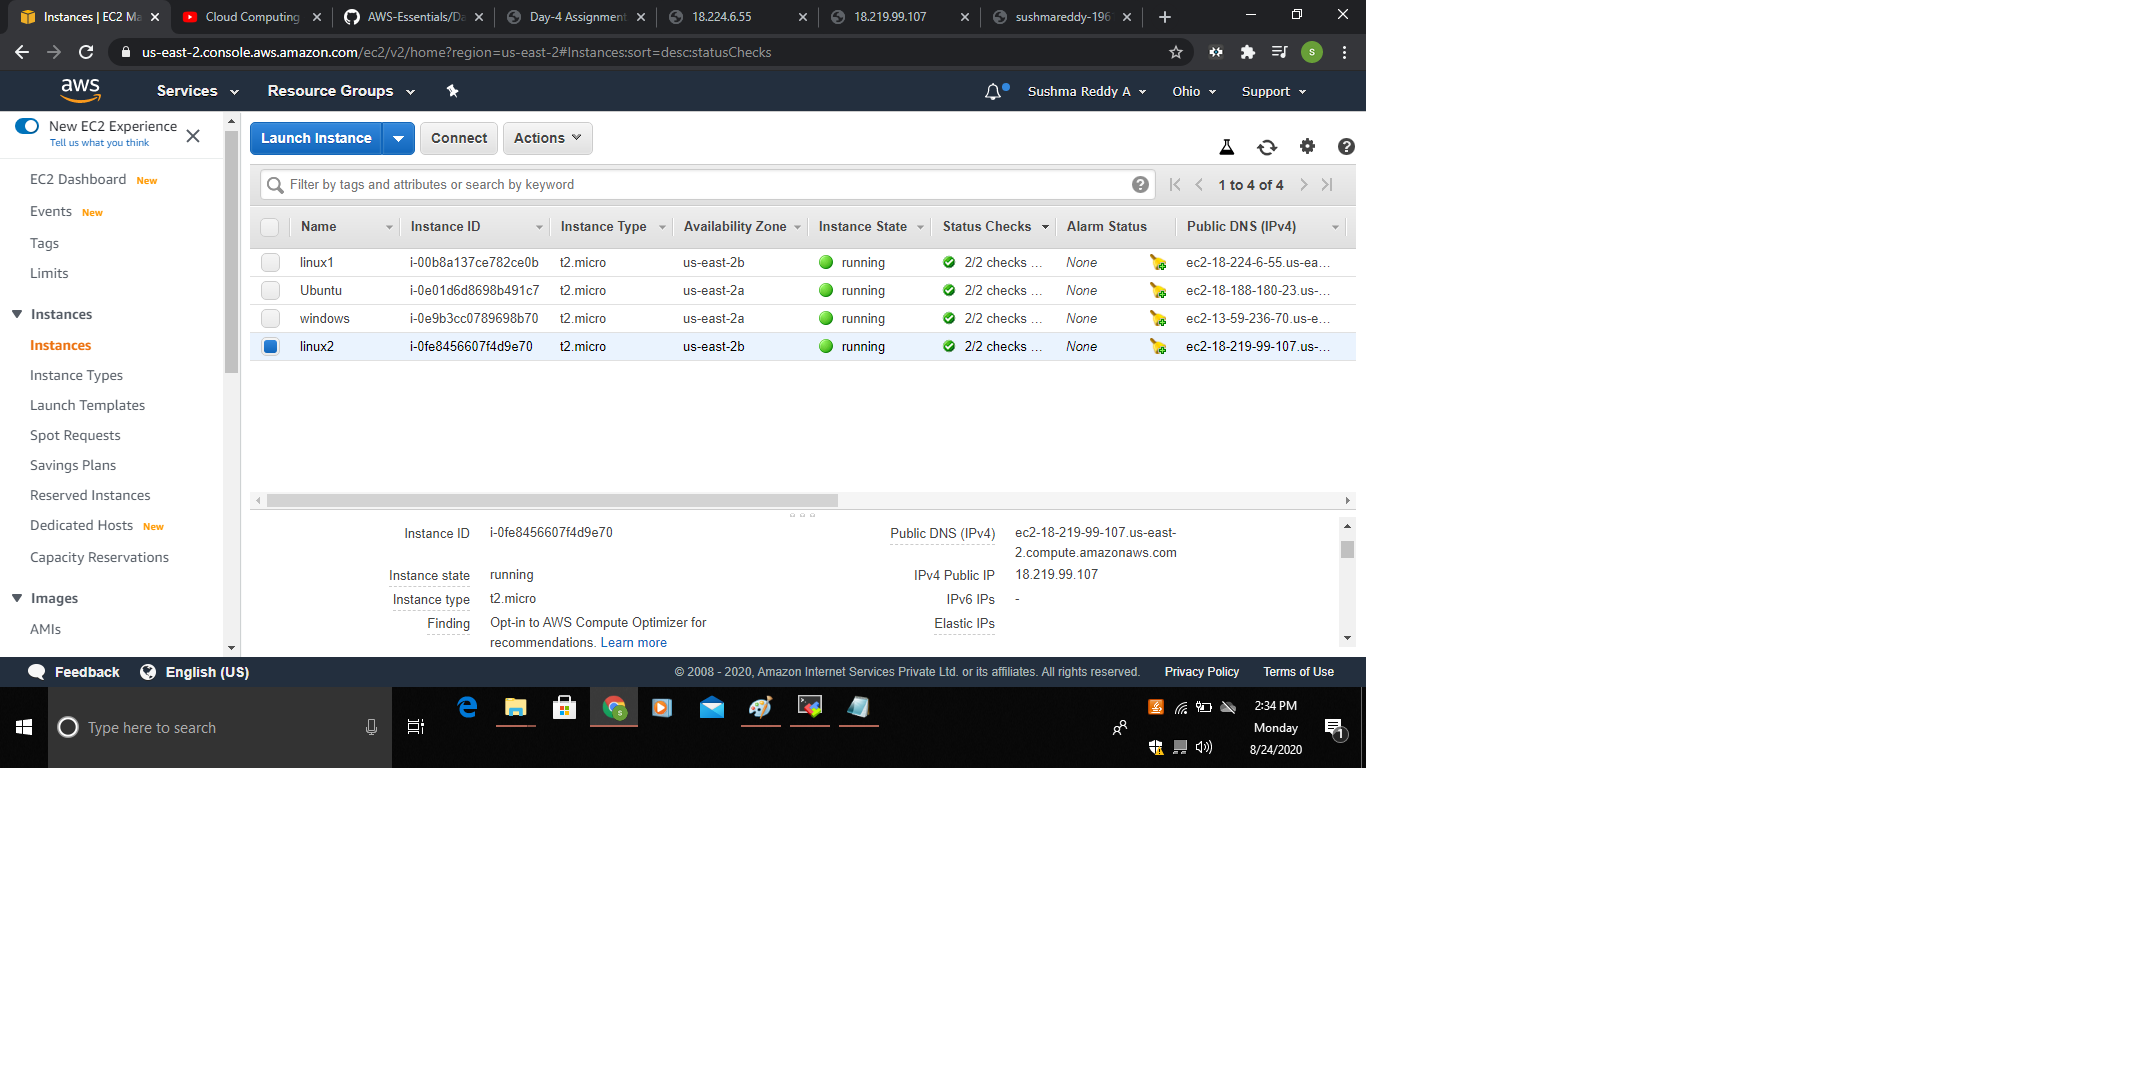 Instances | EC2 Ma
Cloud Computing
AWS-Essentials/Da
Day-4 Assignment
18.224.6.55
18.219.99.107
sushmareddy-196
us-east-2.console.aws.amazon.com/ec2/v2/home?region=us-east-2#Instances:sort=desc:statusChecks
S
aws
Services
Resource Groups
Sushma Reddy A
Ohio
Support
New EC2 Experience
Tell us what you think
EC2 Dashboard New
Events New
Tags
Limits
Instances
Instances
Instance Types
Launch Templates
Spot Requests
Savings Plans
Reserved Instances
Dedicated Hosts New
Capacity Reservations
Images
AMIs
Launch Instance
Connect
Actions
Filter by tags and attributes or search by keyword
1 to 4 of 4
Name Instance ID Instance Type Availability Zone Instance State Status Checks Alarm Status Public DNS (IPv4)
linux1 i-00b8a137ce782ce0b t2.micro us-east-2b running 2/2 checks ... None ec2-18-224-6-55.us-ea...
Ubuntu i-0e01d6d8698b491c7 t2.micro us-east-2a running 2/2 checks ... None ec2-18-188-180-23.us-...
windows i-0e9b3cc0789698b70 t2.micro us-east-2a running 2/2 checks ... None ec2-13-59-236-70.us-e...
linux2 i-0fe8456607f4d9e70 t2.micro us-east-2b running 2/2 checks ... None ec2-18-219-99-107.us-...
Instance ID i-0fe8456607f4d9e70
Instance state running
Instance type t2.micro
Finding Opt-in to AWS Compute Optimizer for
recommendations. Learn more
Public DNS (IPv4) ec2-18-219-99-107.us-east-
2.compute.amazonaws.com
IPv4 Public IP 18.219.99.107
IPv6 IPs -
Elastic IPs
Feedback
English (US)
© 2008 - 2020, Amazon Internet Services Private Ltd. or its affiliates. All rights reserved.
Privacy Policy
Terms of Use
Type here to search
2:34 PM
Monday
8/24/2020
1